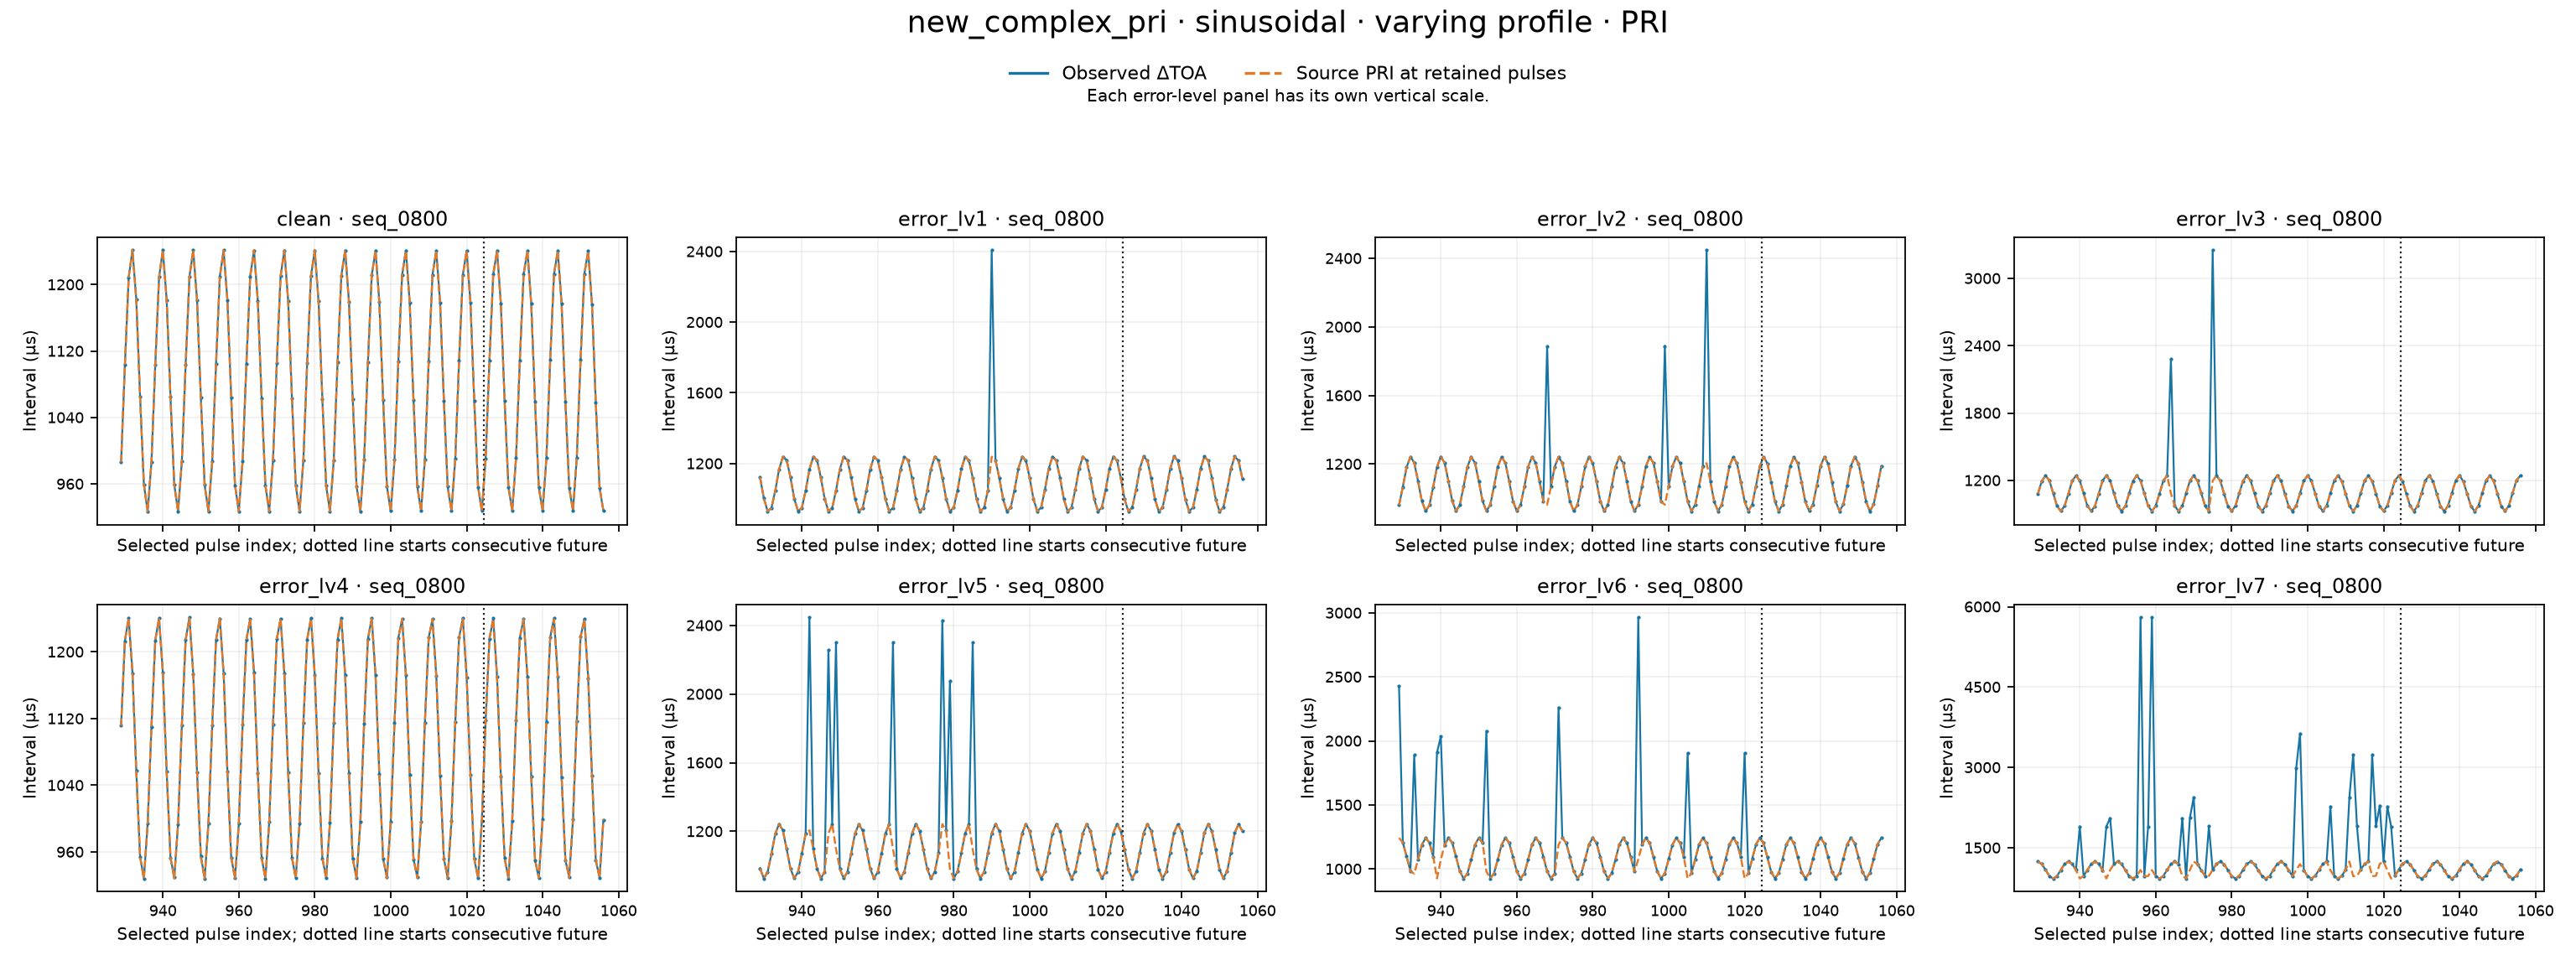 new_complex_pri · sinusoidal · varying profile · PRI
Observed ΔTOA
Source PRI at retained pulses
Each error-level panel has its own vertical scale.
clean · seq_0800
1200
1120
1040
960
Interval (µs)
Selected pulse index; dotted line starts consecutive future
error_lv1 · seq_0800
2400
2000
1600
1200
Interval (µs)
Selected pulse index; dotted line starts consecutive future
error_lv2 · seq_0800
2400
2000
1600
1200
Interval (µs)
Selected pulse index; dotted line starts consecutive future
error_lv3 · seq_0800
3000
2400
1800
1200
Interval (µs)
Selected pulse index; dotted line starts consecutive future
error_lv4 · seq_0800
1200
1120
1040
960
Interval (µs)
940 960 980 1000 1020 1040 1060
Selected pulse index; dotted line starts consecutive future
error_lv5 · seq_0800
2400
2000
1600
1200
Interval (µs)
940 960 980 1000 1020 1040 1060
Selected pulse index; dotted line starts consecutive future
error_lv6 · seq_0800
3000
2500
2000
1500
1000
Interval (µs)
940 960 980 1000 1020 1040 1060
Selected pulse index; dotted line starts consecutive future
error_lv7 · seq_0800
6000
4500
3000
1500
Interval (µs)
940 960 980 1000 1020 1040 1060
Selected pulse index; dotted line starts consecutive future